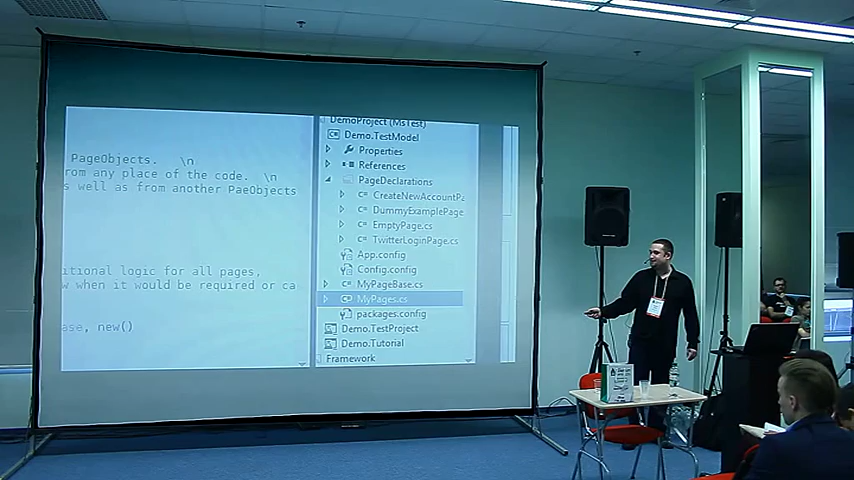 PageObjects. \n
rom any place of the code. \n
s well as from another PaeObjects
itional logic for all pages,
w when it would be required or ca
ase, new()
DemoProject (MsTest)
Demo.TestModel
Properties
References
PageDeclarations
CreateNewAccountPa
DummyExamplePage
EmptyPage.cs
TwitterLoginPage.cs
App.config
Config.config
MyPageBase.cs
MyPages.cs
packages.config
Demo.TestProject
Demo.Tutorial
Framework